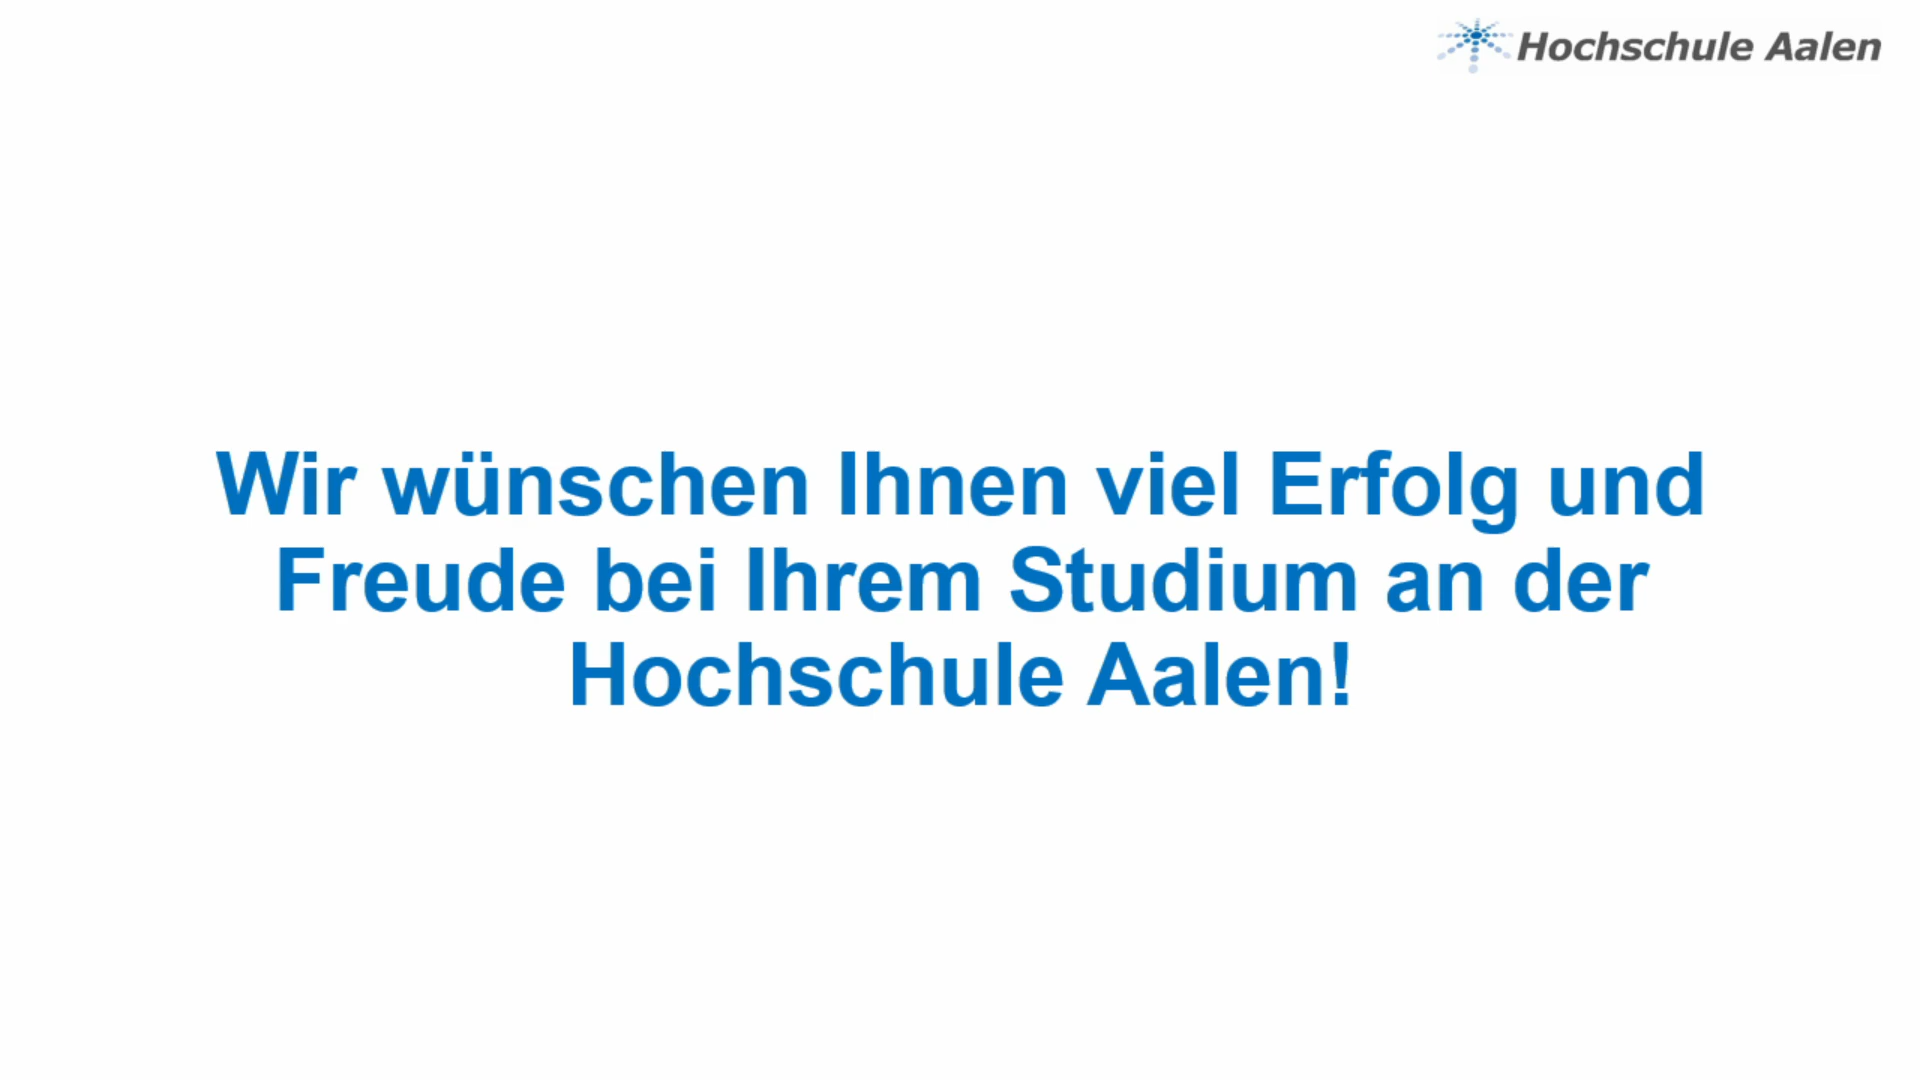 Hochschule Aalen
Wir wünschen Ihnen viel Erfolg und
Freude bei Ihrem Studium an der
Hochschule Aalen!